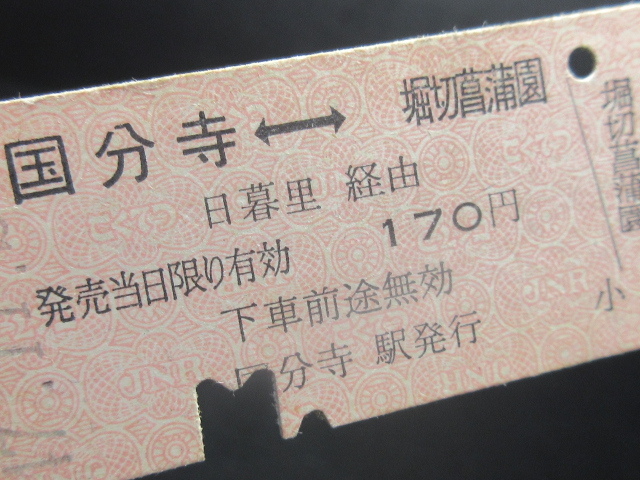 国分寺⟷堀切菖蒲園
日暮里 経由
170円
発売当日限り有効
下車前途無効
国分寺 駅発行
堀切菖蒲園
小